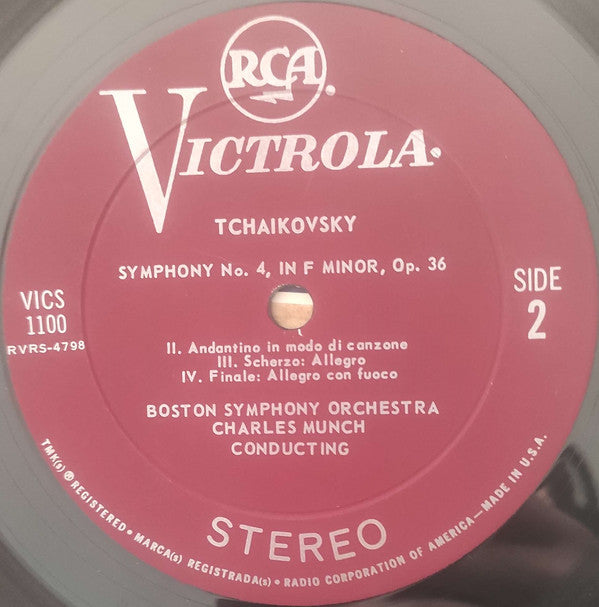 RCA
VICTROLA.
TCHAIKOVSKY
SYMPHONY No. 4, IN F MINOR, Op. 36
VICS
1100
RVRS-4798
SIDE
2
II. Andantino in modo di canzone
III. Scherzo: Allegro
IV. Finale: Allegro con fuoco
BOSTON SYMPHONY ORCHESTRA
CHARLES MUNCH
CONDUCTING
STEREO
TMK(s) ® REGISTERED • MARCA(s) REGISTRADA(s) • RADIO CORPORATION OF AMERICA—MADE IN U.S.A.